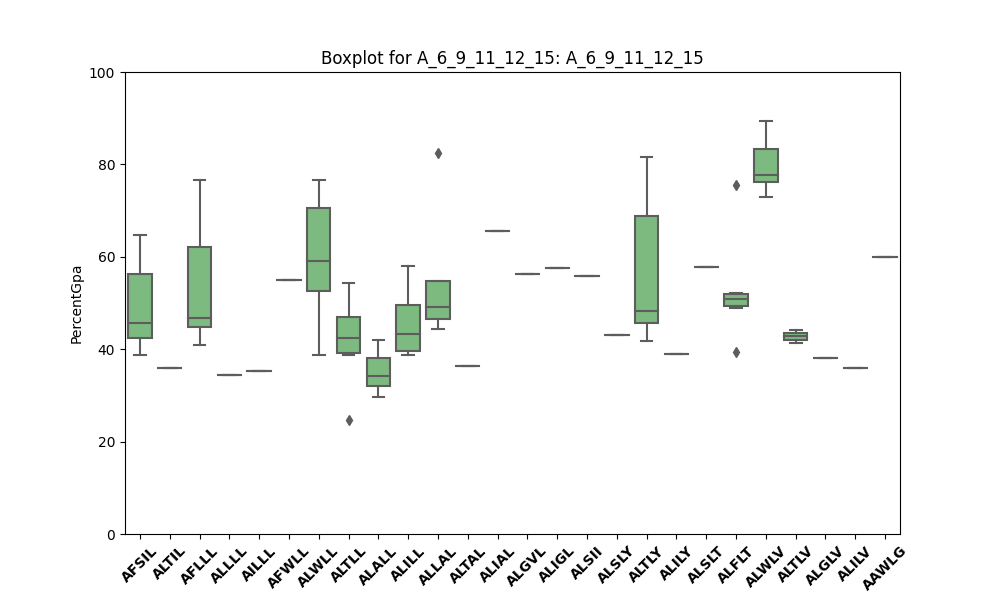 Boxplot for A_6_9_11_12_15: A_6_9_11_12_15
PercentGpa
100
80
60
40
20
0
AFSIL
ALTIL
AFLLL
ALLLL
AILLL
AFWLL
ALWLL
ALTLL
ALALL
ALILL
ALLAL
ALTAL
ALIAL
ALGVL
ALIGL
ALSII
ALSLY
ALTLY
ALILY
ALSLT
ALFLT
ALWLV
ALTLV
ALGLV
ALILV
AAWLG